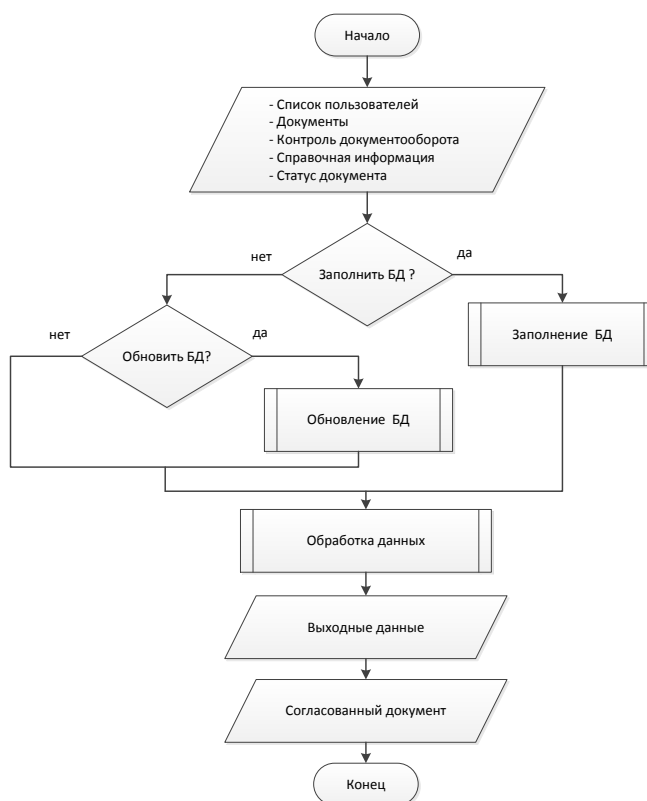 Начало
- Список пользователей
- Документы
- Контроль документооборота
- Справочная информация
- Статус документа
нет
Заполнить БД ?
да
нет
Обновить БД?
да
Заполнение БД
Обновление БД
Обработка данных
Выходные данные
Согласованный документ
Конец